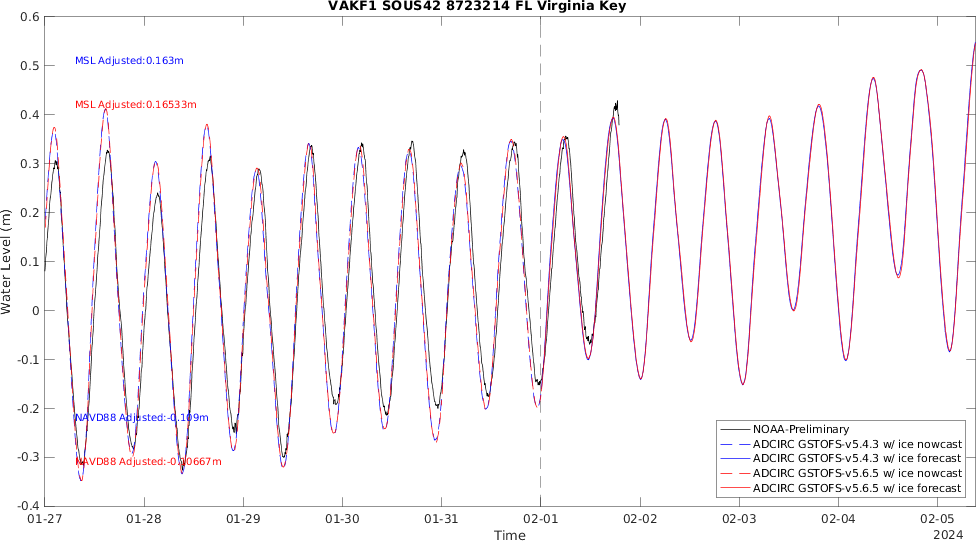 VAKF1 SOUS42 8723214 FL Virginia Key
0.6
0.5
0.4
0.3
0.2
0.1
0
-0.1
-0.2
-0.3
-0.4
Water Level (m)
MSL Adjusted:0.163m
MSL Adjusted:0.16533m
NAVD88 Adjusted:-0.109m
NAVD88 Adjusted:-0.10667m
NOAA-Preliminary
ADCIRC GSTOFS-v5.4.3 w/ ice nowcast
ADCIRC GSTOFS-v5.4.3 w/ ice forecast
ADCIRC GSTOFS-v5.6.5 w/ ice nowcast
ADCIRC GSTOFS-v5.6.5 w/ ice forecast
01-27 01-28 01-29 01-30 01-31 02-01 02-02 02-03 02-04 02-05
Time
2024